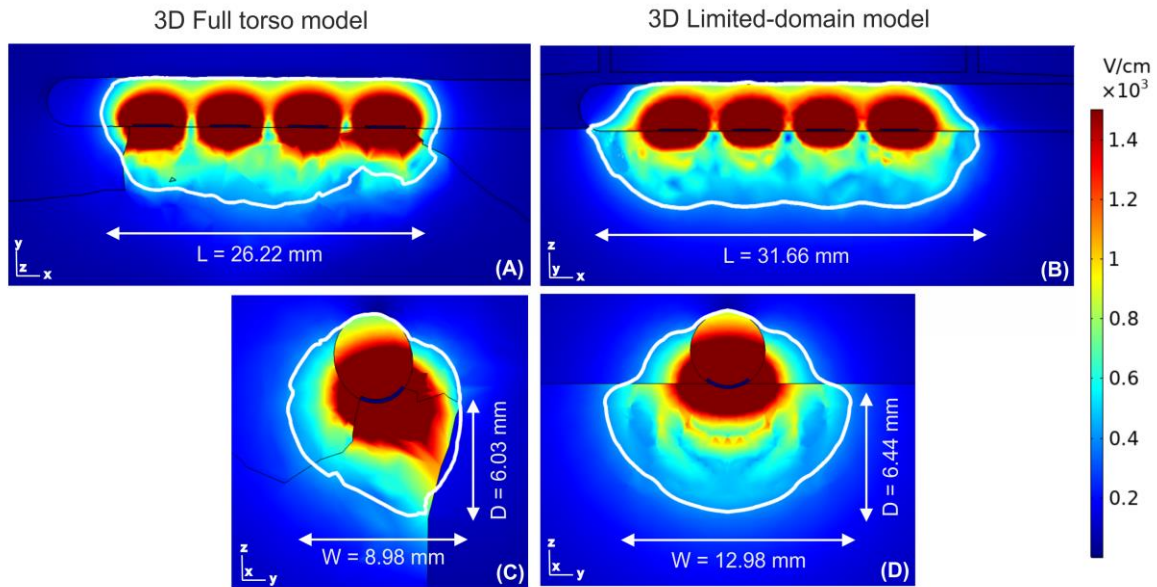 3D Full torso model
3D Limited-domain model
V/cm
×10³
1.4
1.2
1
0.8
0.6
0.4
0.2
L = 26.22 mm
y
z x
(A)
L = 31.66 mm
z
y x
(B)
D = 6.03 mm
W = 8.98 mm
z
x y
(C)
D = 6.44 mm
W = 12.98 mm
z
x y
(D)